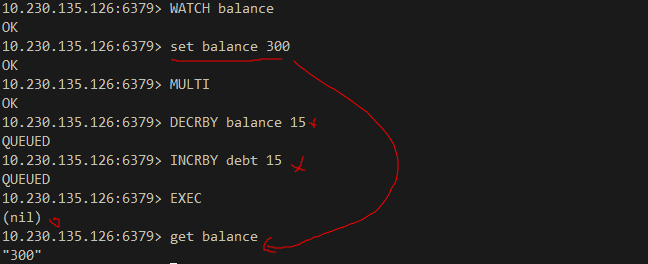 10.230.135.126:6379> WATCH balance
OK
10.230.135.126:6379> set balance 300
OK
10.230.135.126:6379> MULTI
OK
10.230.135.126:6379> DECRBY balance 15
QUEUED
10.230.135.126:6379> INCRBY debt 15
QUEUED
10.230.135.126:6379> EXEC
(nil)
10.230.135.126:6379> get balance
"300"